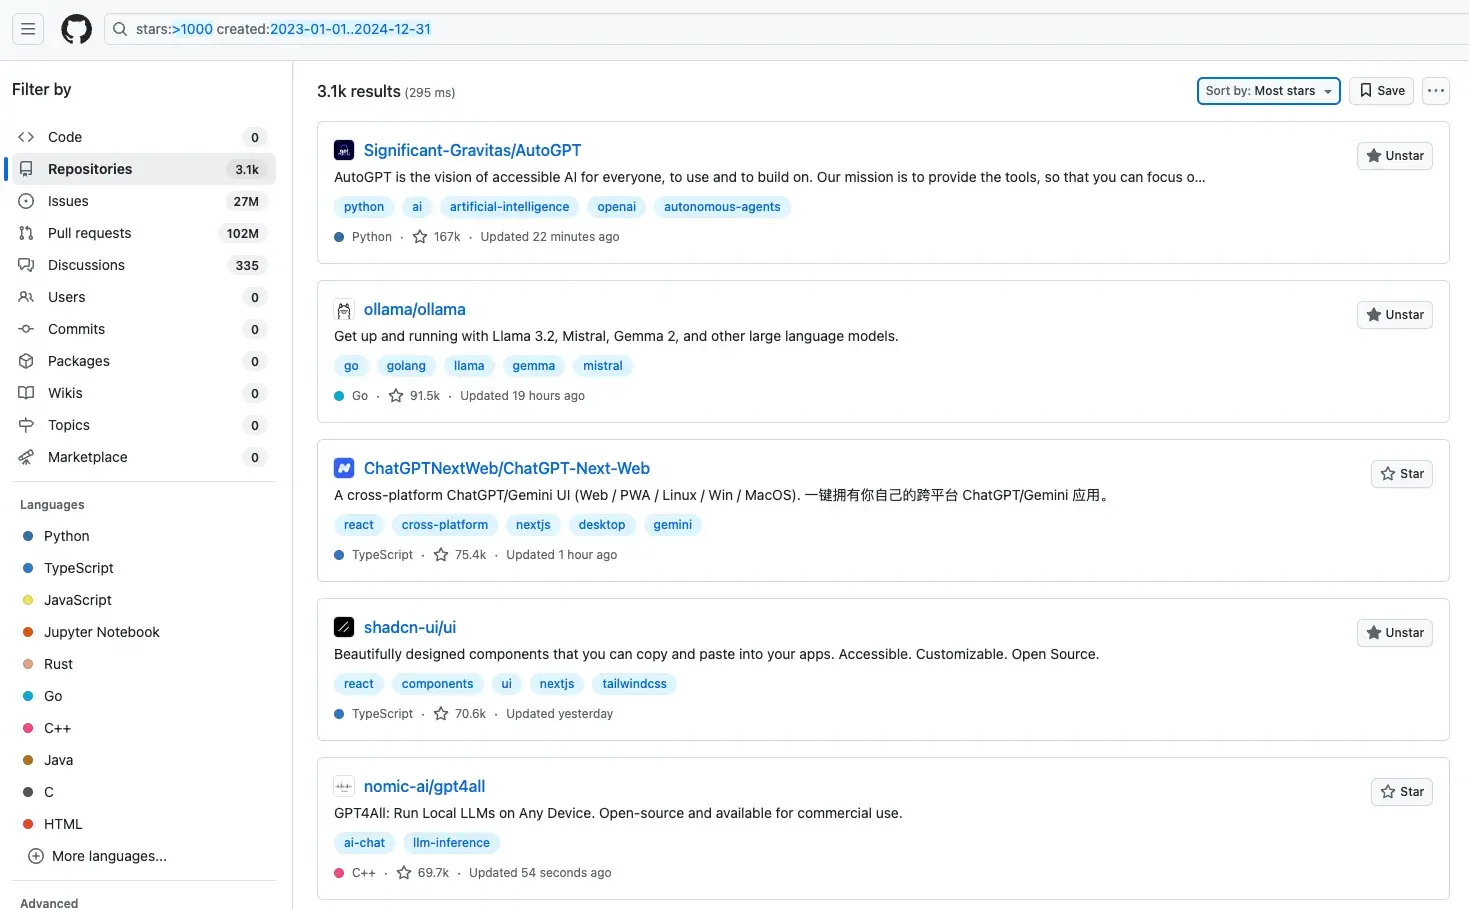 stars:>1000 created:2023-01-01..2024-12-31
Filter by
Code 0
Repositories 3.1k
Issues 27M
Pull requests 102M
Discussions 335
Users 0
Commits 0
Packages 0
Wikis 0
Topics 0
Marketplace 0
Languages
Python
TypeScript
JavaScript
Jupyter Notebook
Rust
Go
C++
Java
C
HTML
More languages...
Advanced
3.1k results (295 ms)
Sort by: Most stars
Save
Significant-Gravitas/AutoGPT
Unstar
AutoGPT is the vision of accessible AI for everyone, to use and to build on. Our mission is to provide the tools, so that you can focus o...
python ai artificial-intelligence openai autonomous-agents
Python · 167k · Updated 22 minutes ago
ollama/ollama
Unstar
Get up and running with Llama 3.2, Mistral, Gemma 2, and other large language models.
go golang llama gemma mistral
Go · 91.5k · Updated 19 hours ago
ChatGPTNextWeb/ChatGPT-Next-Web
Star
A cross-platform ChatGPT/Gemini UI (Web / PWA / Linux / Win / MacOS). 一键拥有你自己的跨平台 ChatGPT/Gemini 应用。
react cross-platform nextjs desktop gemini
TypeScript · 75.4k · Updated 1 hour ago
shadcn-ui/ui
Unstar
Beautifully designed components that you can copy and paste into your apps. Accessible. Customizable. Open Source.
react components ui nextjs tailwindcss
TypeScript · 70.6k · Updated yesterday
nomic-ai/gpt4all
Star
GPT4All: Run Local LLMs on Any Device. Open-source and available for commercial use.
ai-chat llm-inference
C++ · 69.7k · Updated 54 seconds ago